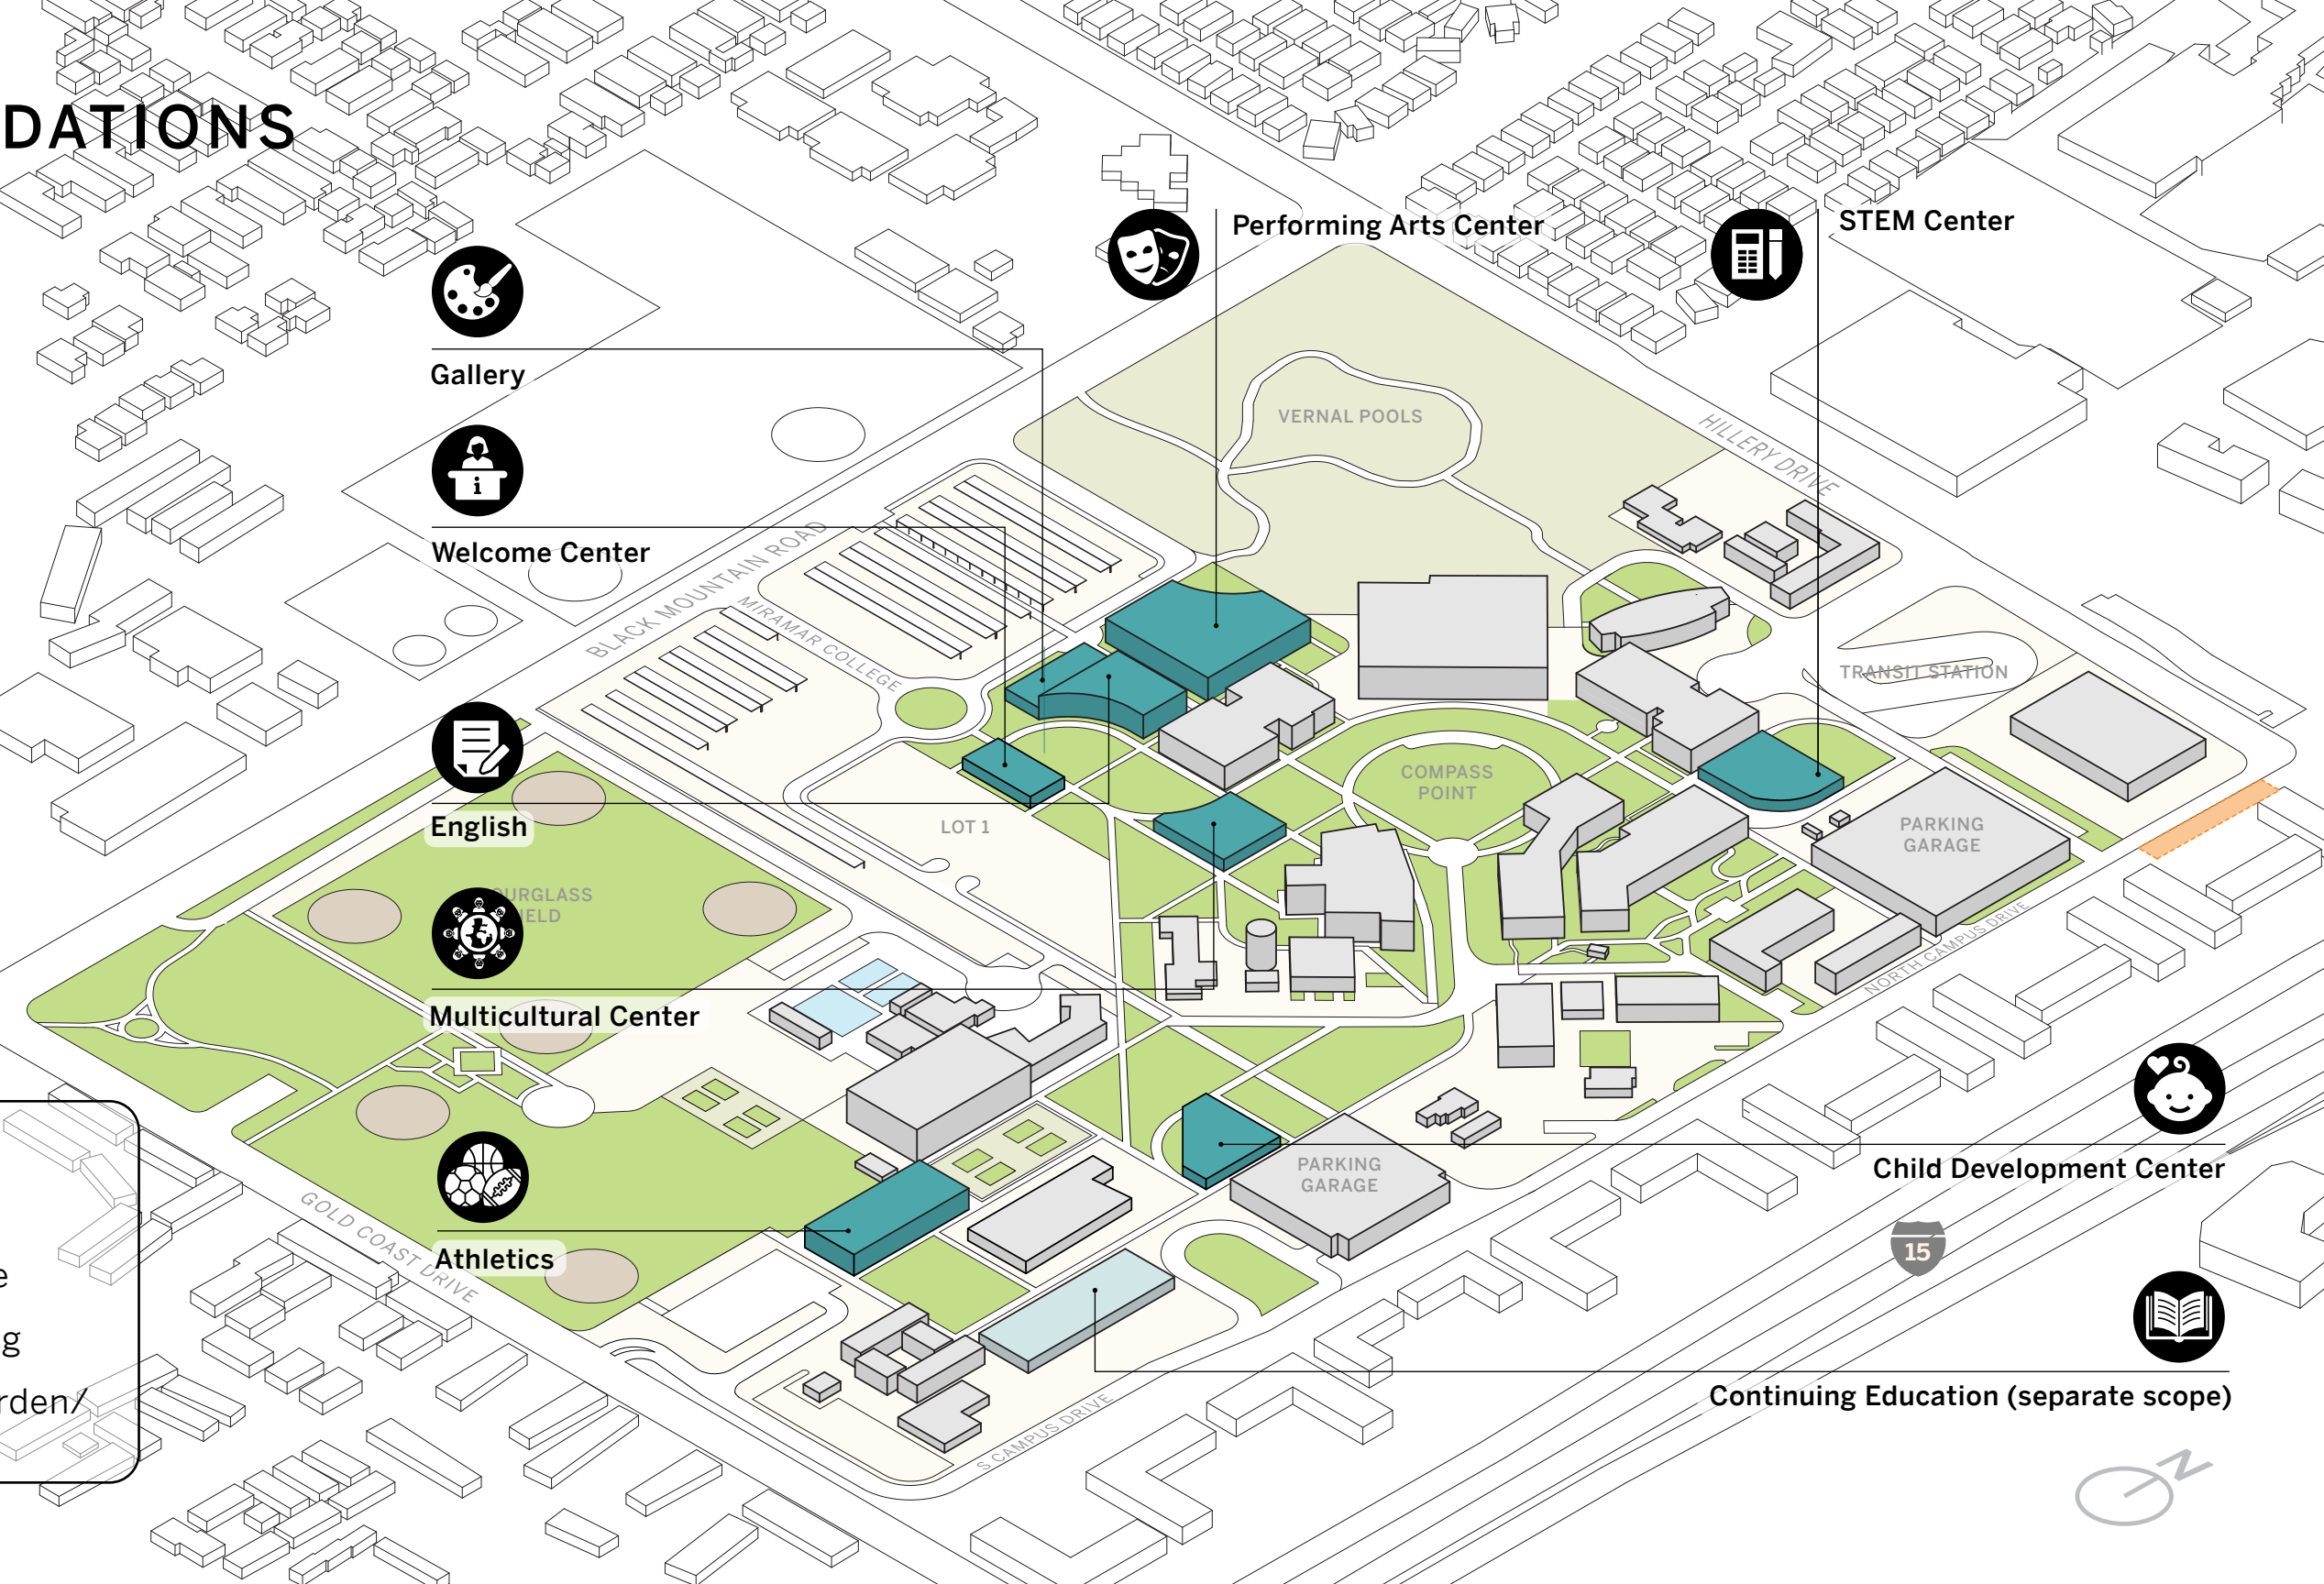 DATIONS
Performing Arts Center
STEM Center
Gallery
VERNAL POOLS
HILLERY DRIVE
Welcome Center
i
BLACK MOUNTAIN ROAD
MIRAMAR COLLEGE
TRANSIT STATION
COMPASS
POINT
English
LOT 1
PARKING
GARAGE
URGLASS
IELD
NORTH CAMPUS DRIVE
Multicultural Center
PARKING
GARAGE
Child Development Center
GOLD COAST DRIVE
Athletics
15
e
g
rden/
Continuing Education (separate scope)
S CAMPUS DRIVE
N